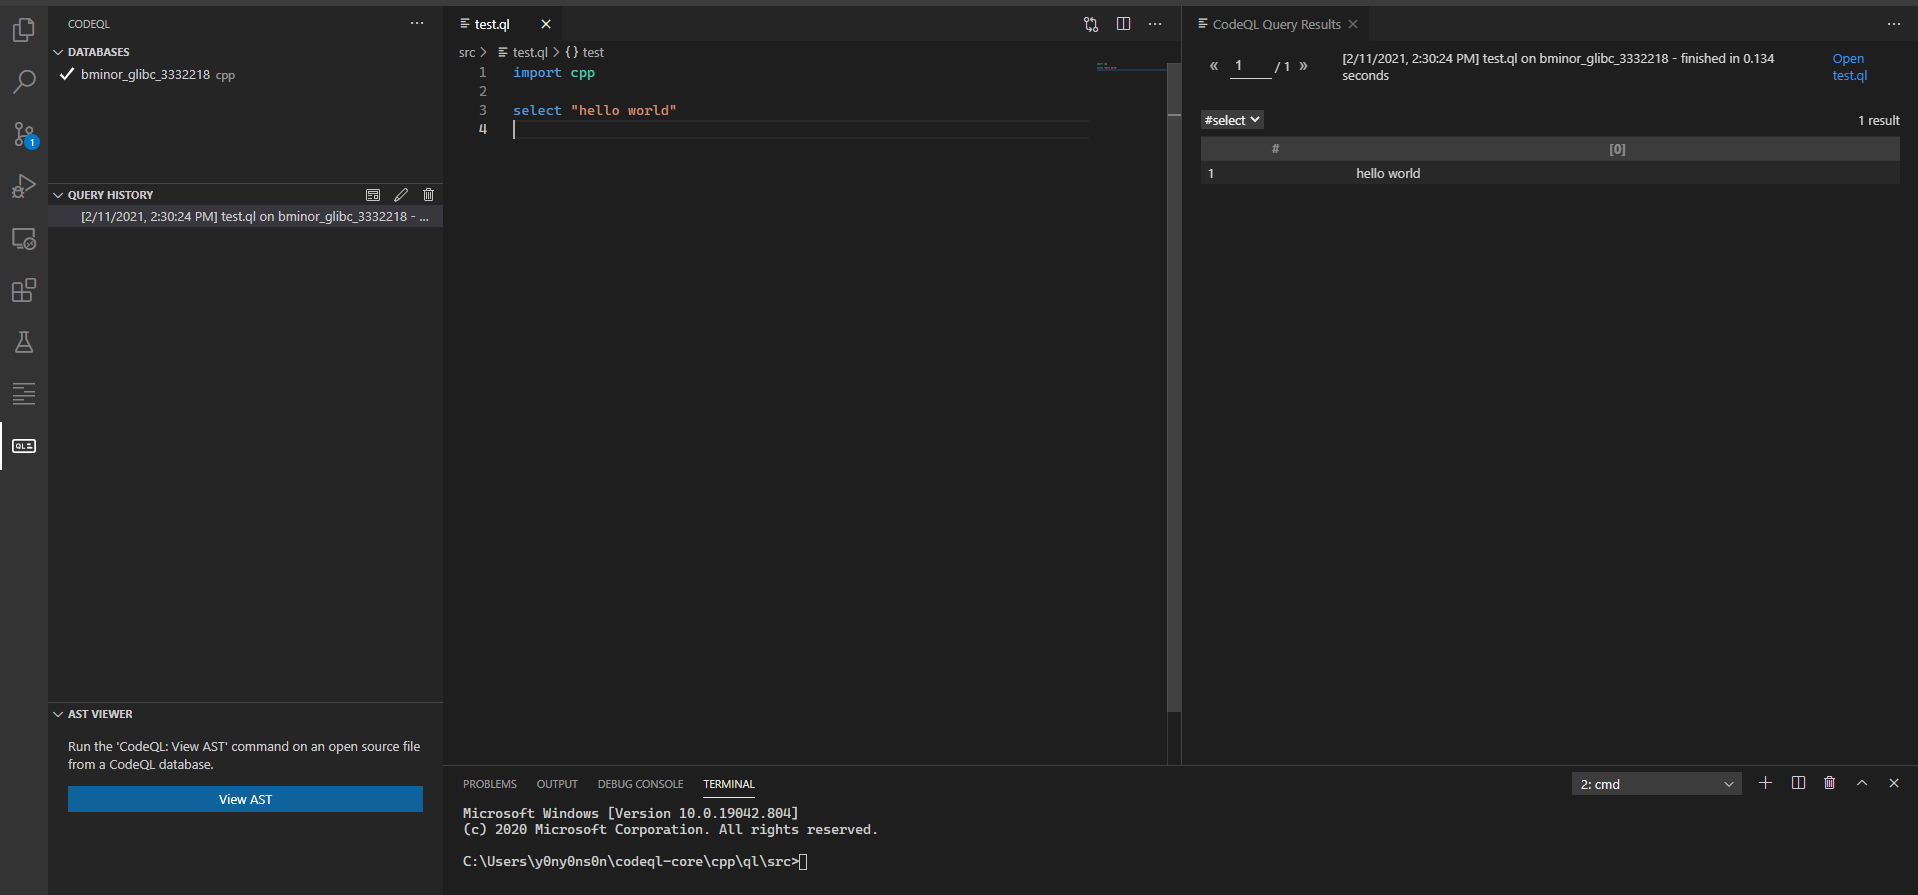 CODEQL
DATABASES
bminor_glibc_3332218 cpp
1
QUERY HISTORY
[2/11/2021, 2:30:24 PM] test.ql on bminor_glibc_3332218 - ...
AST VIEWER
Run the 'CodeQL: View AST' command on an open source file
from a CodeQL database.
View AST
QL
test.ql
src > test.ql > {} test
1 import cpp
2
3 select "hello world"
4
CodeQL Query Results
« 1 / 1 »
[2/11/2021, 2:30:24 PM] test.ql on bminor_glibc_3332218 - finished in 0.134
seconds
Open
test.ql
#select
1 result
# [0]
1 hello world
PROBLEMS OUTPUT DEBUG CONSOLE TERMINAL
2: cmd
Microsoft Windows [Version 10.0.19042.804]
(c) 2020 Microsoft Corporation. All rights reserved.
C:\Users\y0ny0ns0n\codeql-core\cpp\ql\src>